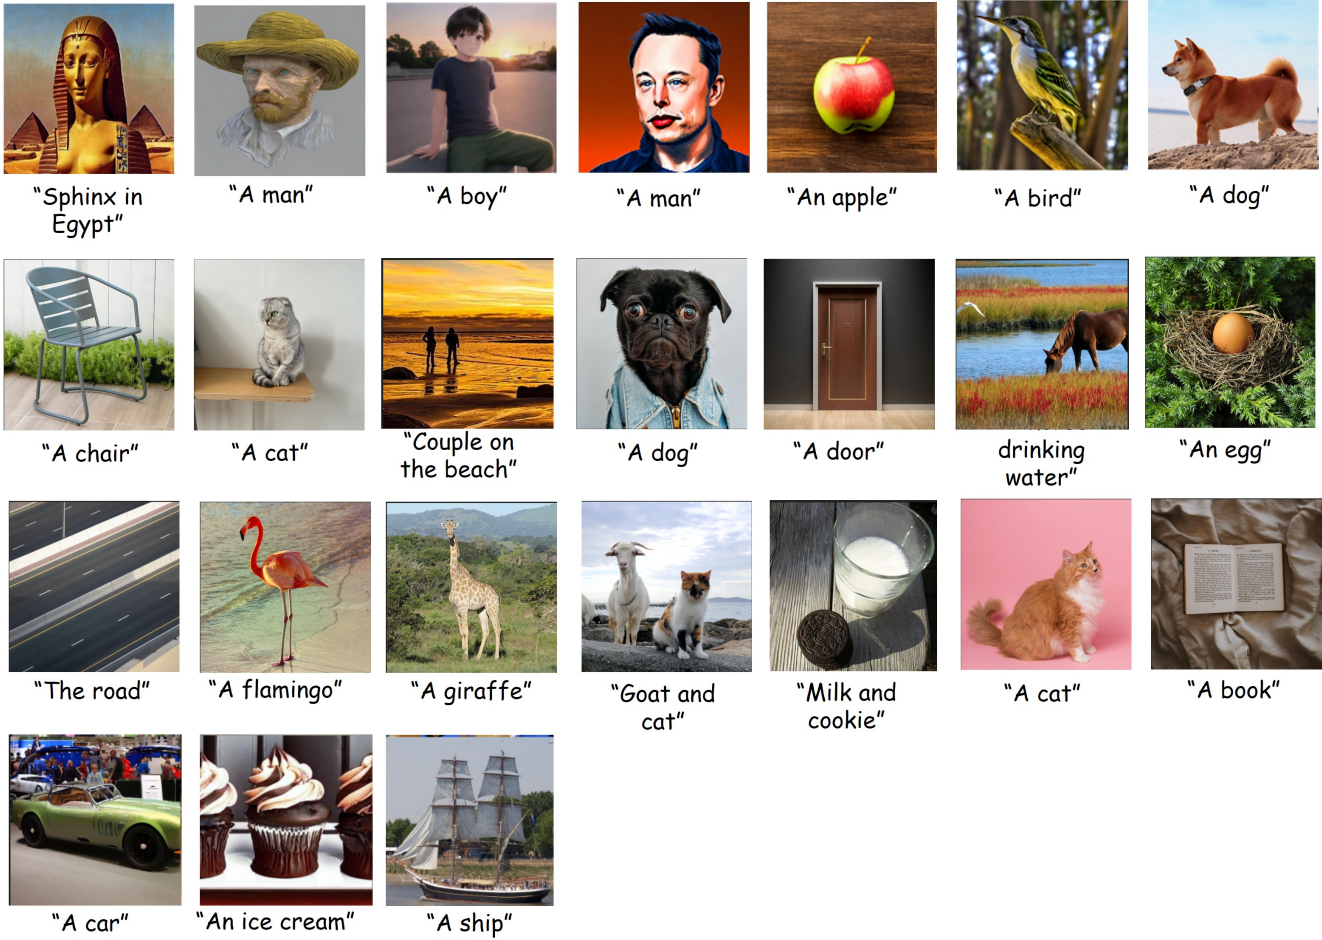 “Sphinx in
Egypt”
“A man”
“A boy”
“A man”
“An apple”
“A bird”
“A dog”
“A chair”
“A cat”
“Couple on
the beach”
“A dog”
“A door”
drinking
water”
“An egg”
“The road”
“A flamingo”
“A giraffe”
“Goat and
cat”
“Milk and
cookie”
“A cat”
“A book”
“A car”
“An ice cream”
“A ship”